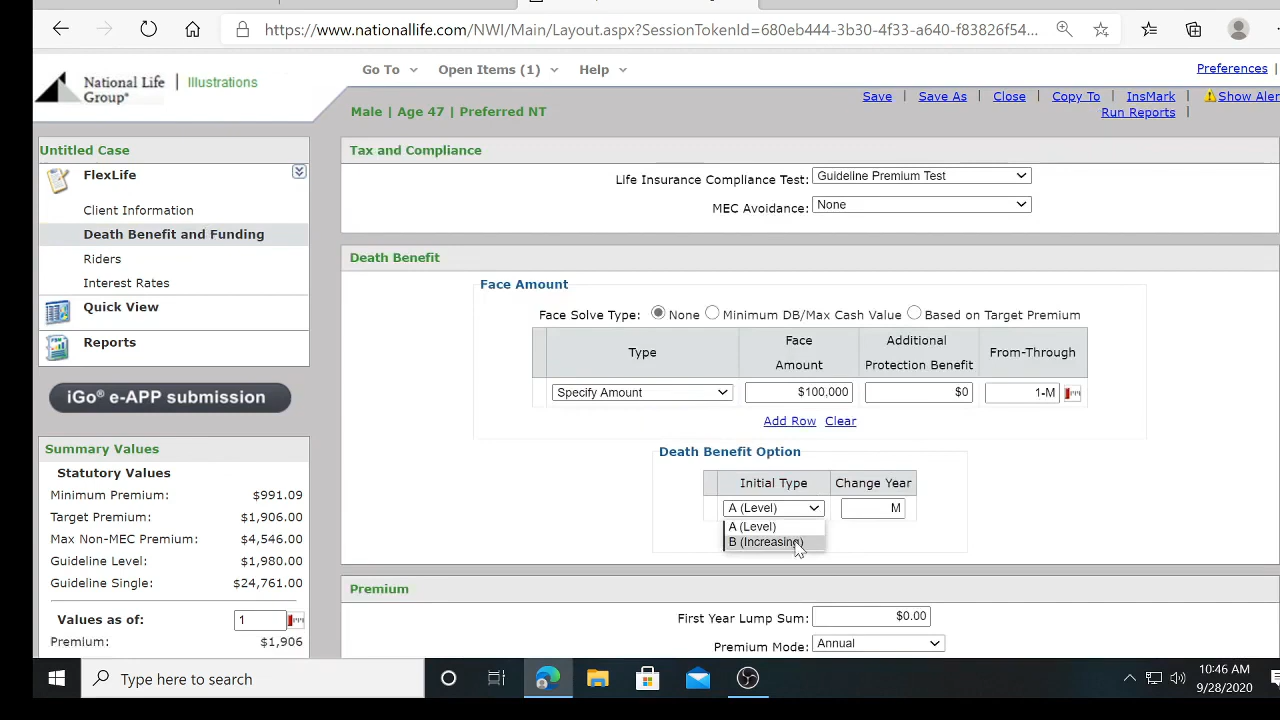 https://www.nationallife.com/NWI/Main/Layout.aspx?SessionTokenId=680eb444-3b30-4f33-a640-f83826f54...
National Life
Group®
Illustrations
Go To
Open Items (1)
Help
Preferences
Male | Age 47 | Preferred NT
Save
Save As
Close
Copy To
InsMark
Show Aler
Run Reports
Untitled Case
FlexLife
Client Information
Death Benefit and Funding
Riders
Interest Rates
Quick View
Reports
iGo® e-APP submission
Summary Values
Statutory Values
Minimum Premium: $991.09
Target Premium: $1,906.00
Max Non-MEC Premium: $4,546.00
Guideline Level: $1,980.00
Guideline Single: $24,761.00
Values as of: 1
Premium: $1,906
Tax and Compliance
Life Insurance Compliance Test: Guideline Premium Test
MEC Avoidance: None
Death Benefit
Face Amount
Face Solve Type: None Minimum DB/Max Cash Value Based on Target Premium
Type
Face
Amount
Additional
Protection Benefit
From-Through
Specify Amount $100,000 $0 1-M
Add Row Clear
Death Benefit Option
Initial Type Change Year
A (Level) M
A (Level)
B (Increasing)
Premium
First Year Lump Sum: $0.00
Premium Mode: Annual
Type here to search
10:46 AM
9/28/2020